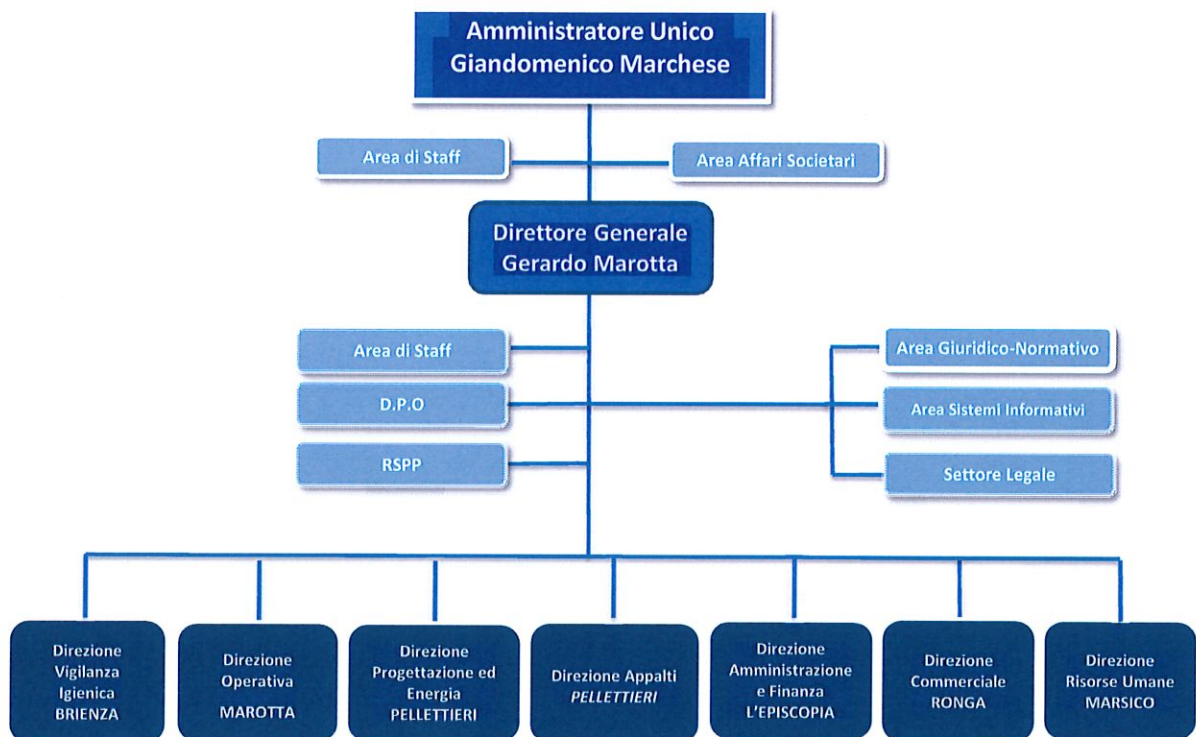 Amministratore Unico
Giandomenico Marchese
Area di Staff
Area Affari Societari
Direttore Generale
Gerardo Marotta
Area di Staff
Area Giuridico-Normativo
D.P.O
Area Sistemi Informativi
RSPP
Settore Legale
Direzione
Vigilanza
Igienica
BRIENZA
Direzione
Operativa
MAROTTA
Direzione
Progettazione ed
Energia
PELLETTIERI
Direzione Appalti
PELLETTIERI
Direzione
Amministrazione
e Finanza
L'EPISCOPIA
Direzione
Commerciale
RONGA
Direzione
Risorse Umane
MARSICO